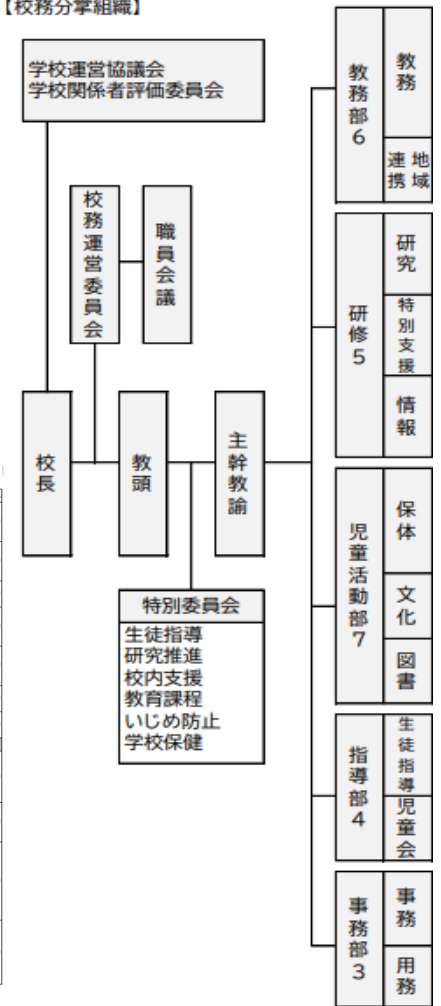 【校務分掌組織】
学校運営協議会
学校関係者評価委員会
校務運営委員会
職員会議
校長
教頭
主幹教諭
特別委員会
生徒指導
研究推進
校内支援
教育課程
いじめ防止
学校保健
教務部6
教務
地域
連携
研修5
研究
特別支援
情報
児童活動部7
保体
文化
図書
指導部4
生徒指導
児童会
事務部3
事務
用務